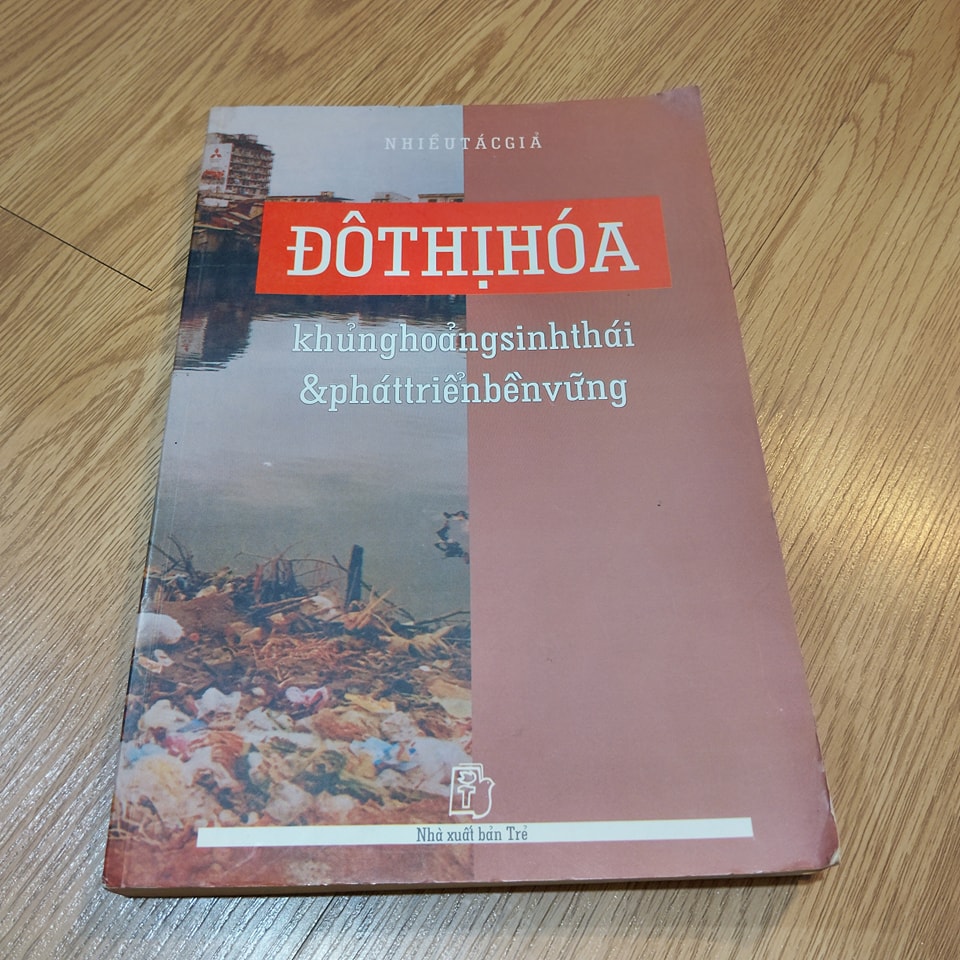 NHIỀUTÁCGIẢ
ĐÔTHỊHÓA
khủnghoảngsinhthái
&pháttriểnbềnvững
Nhà xuất bản Trẻ